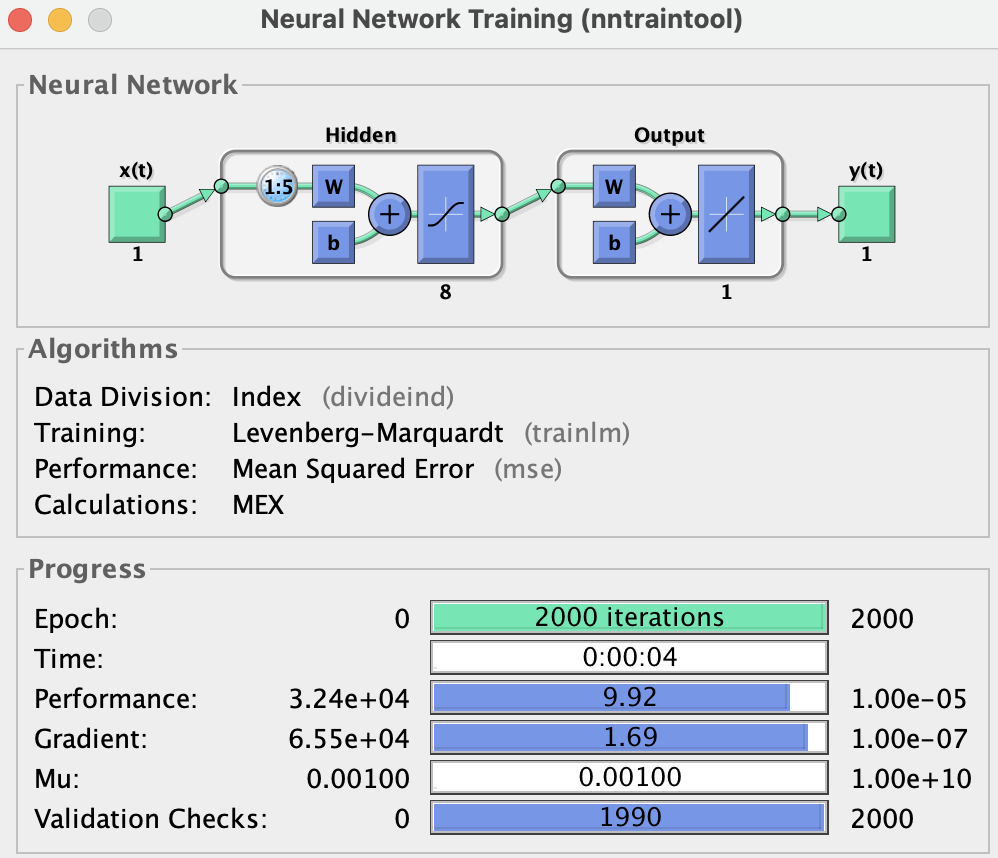 Neural Network Training (nntraintool)
Neural Network
Hidden
Output
x(t)
y(t)
1:5
W
b
W
b
1
8
1
1
Algorithms
Data Division: Index (divideind)
Training: Levenberg-Marquardt (trainlm)
Performance: Mean Squared Error (mse)
Calculations: MEX
Progress
Epoch: 0 2000 iterations 2000
Time: 0:00:04
Performance: 3.24e+04 9.92 1.00e-05
Gradient: 6.55e+04 1.69 1.00e-07
Mu: 0.00100 0.00100 1.00e+10
Validation Checks: 0 1990 2000